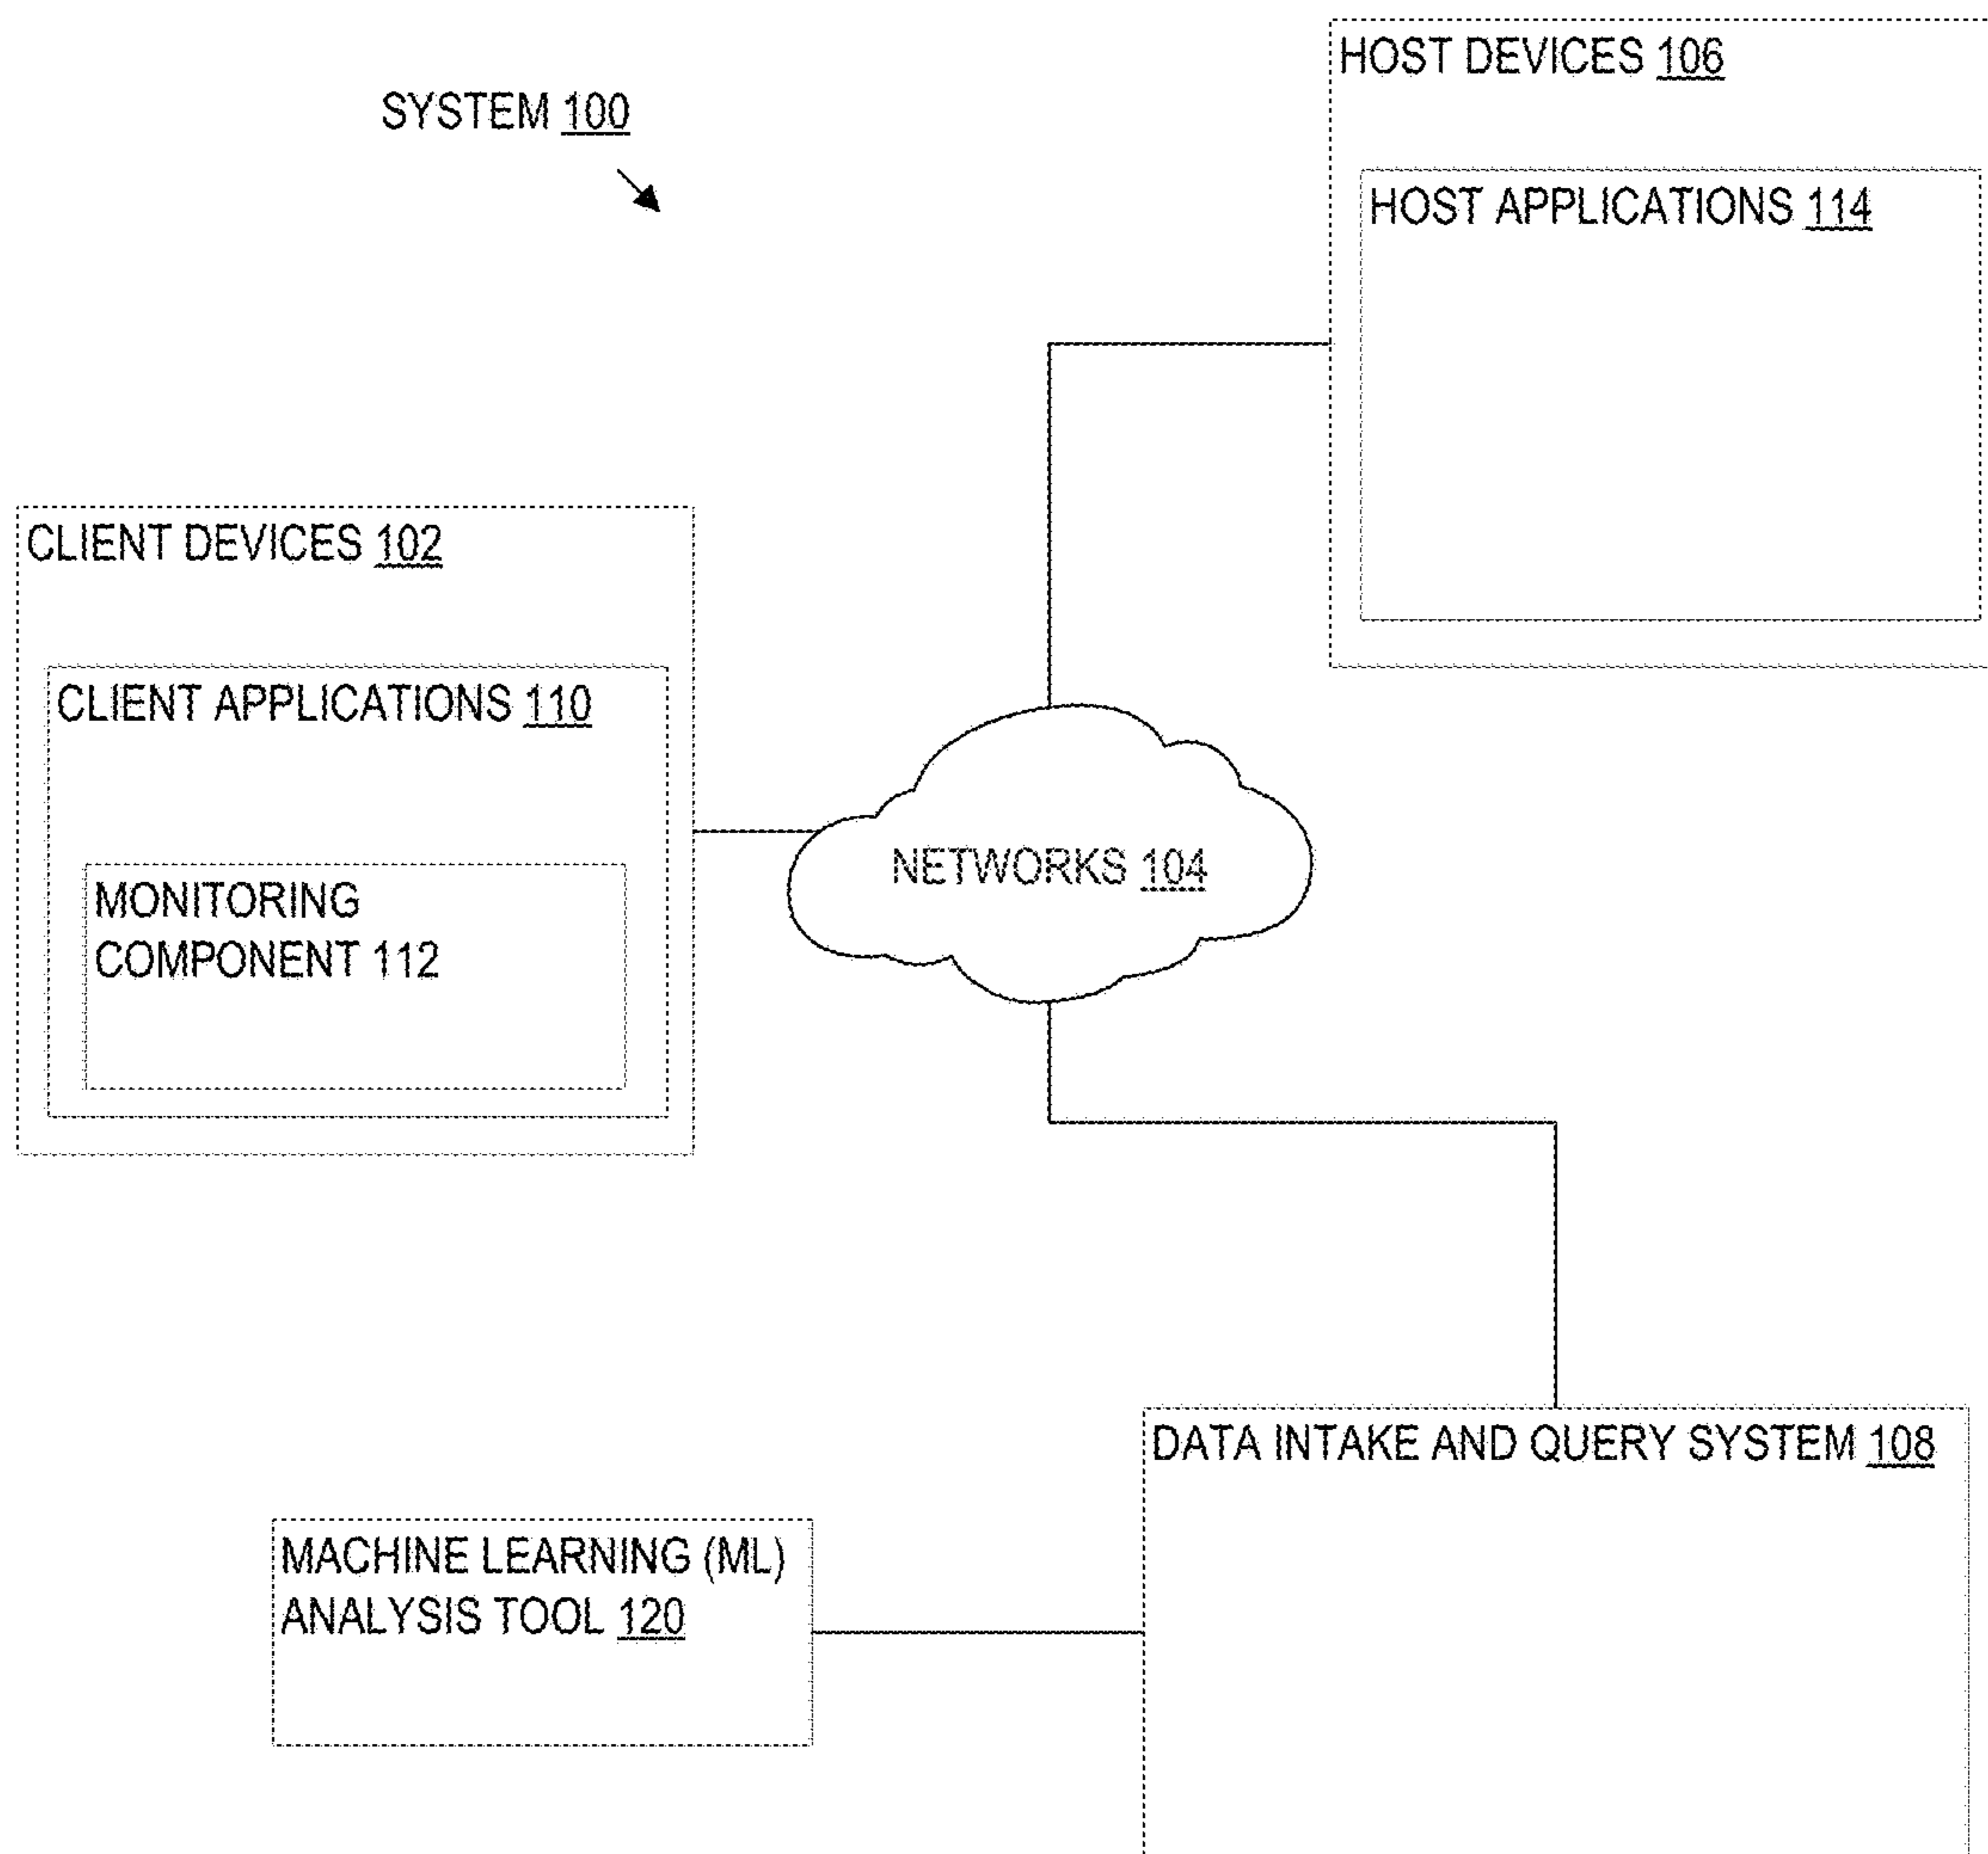 SYSTEM 100
HOST DEVICES 106
HOST APPLICATIONS 114
CLIENT DEVICES 102
CLIENT APPLICATIONS 110
MONITORING
COMPONENT 112
NETWORKS 104
DATA INTAKE AND QUERY SYSTEM 108
MACHINE LEARNING (ML)
ANALYSIS TOOL 120